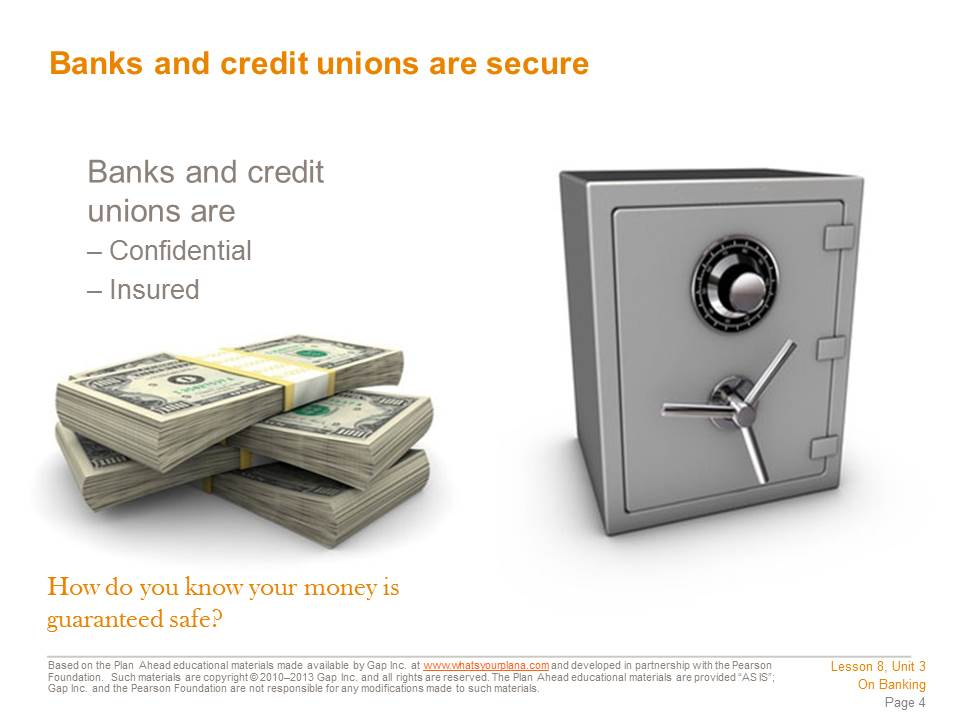 Banks and credit unions are secure
Banks and credit
unions are
– Confidential
– Insured
How do you know your money is
guaranteed safe?
Based on the Plan Ahead educational materials made available by Gap Inc. at www.whatsyourplana.com and developed in partnership with the Pearson
Foundation. Such materials are copyright © 2010–2013 Gap Inc. and all rights are reserved. The Plan Ahead educational materials are provided “AS IS”;
Gap Inc. and the Pearson Foundation are not responsible for any modifications made to such materials.
Lesson 8, Unit 3
On Banking
Page 4